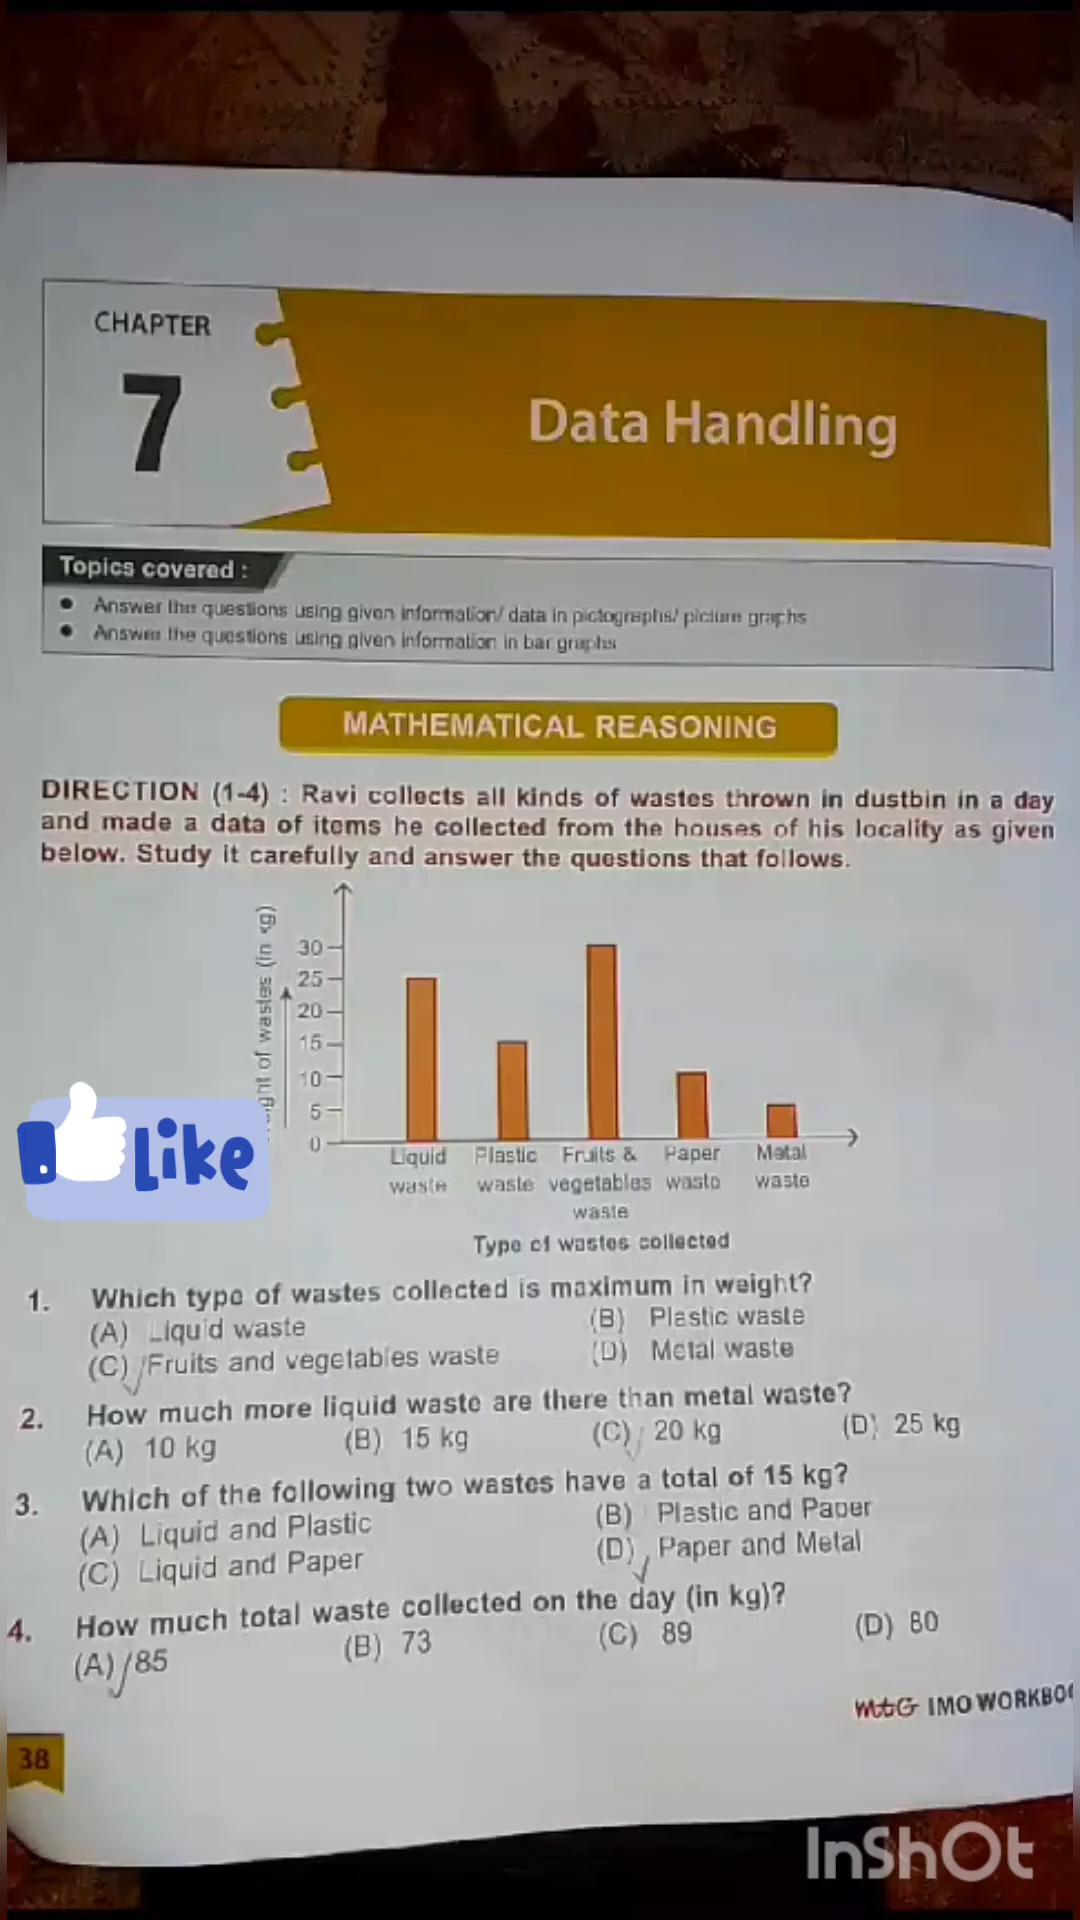 CHAPTER
7
Data Handling
Topics covered :
• Answer the questions using given information/ data in pictographs/ picture graphs
• Answer the questions using given information in bar graphs
MATHEMATICAL REASONING
DIRECTION (1-4) : Ravi collects all kinds of wastes thrown in dustbin in a day
and made a data of items he collected from the houses of his locality as given
below. Study it carefully and answer the questions that follows.
of wastes (in kg)
30
25
20
15
10
5
0
Liquid waste
Plastic waste
Fruits & vegetables waste
Paper waste
Metal waste
Type of wastes collected
Like
1. Which type of wastes collected is maximum in weight?
(A) Liquid waste (B) Plastic waste
(C) Fruits and vegetables waste (D) Metal waste
2. How much more liquid waste are there than metal waste?
(A) 10 kg (B) 15 kg (C) 20 kg (D) 25 kg
3. Which of the following two wastes have a total of 15 kg?
(A) Liquid and Plastic (B) Plastic and Paper
(C) Liquid and Paper (D) Paper and Metal
4. How much total waste collected on the day (in kg)?
(A) 85 (B) 73 (C) 89 (D) 80
MtG IMO WORKBOO
38
InShOt